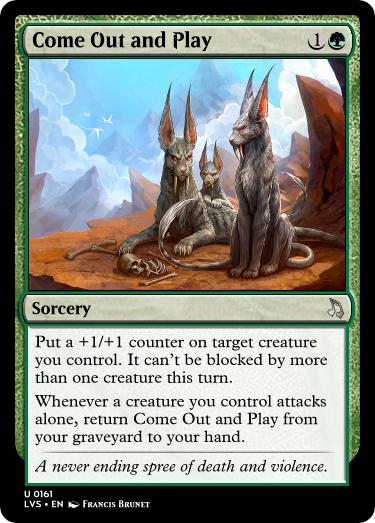 Come Out and Play 1
Sorcery
Put a +1/+1 counter on target creature
you control. It can't be blocked by more
than one creature this turn.
Whenever a creature you control attacks
alone, return Come Out and Play from
your graveyard to your hand.
A never ending spree of death and violence.
U 0161
LVS • EN Francis Brunet